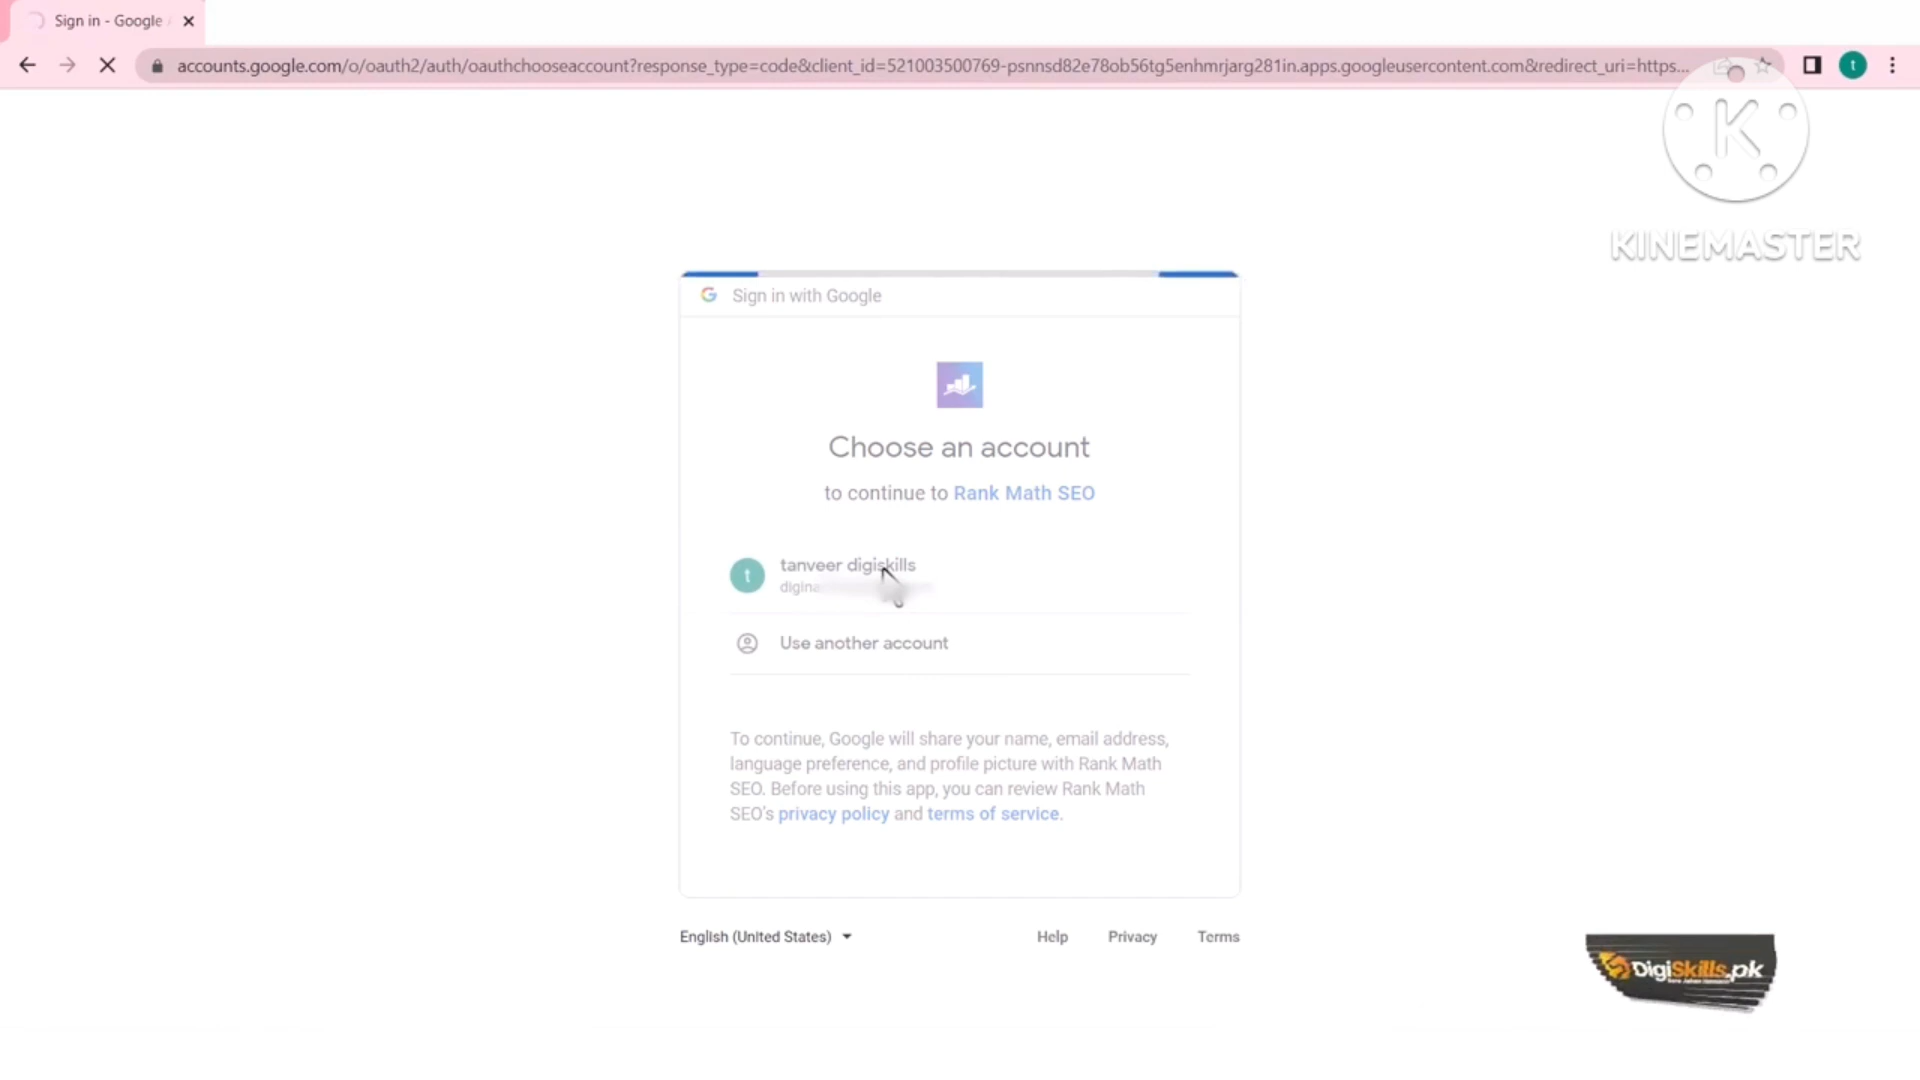 Sign in - Google
accounts.google.com/o/oauth2/auth/oauthchooseaccount?response_type=code&client_id=521003500769-psnnsd82e78ob56tg5enhmrjarg281in.apps.googleusercontent.com&redirect_uri=https...
t
K
KINEMASTER
Sign in with Google
Choose an account
to continue to Rank Math SEO
t
tanveer digiskills
Use another account
To continue, Google will share your name, email address,
language preference, and profile picture with Rank Math
SEO. Before using this app, you can review Rank Math
SEO's privacy policy and terms of service.
English (United States)
Help
Privacy
Terms
DigiSkills.pk